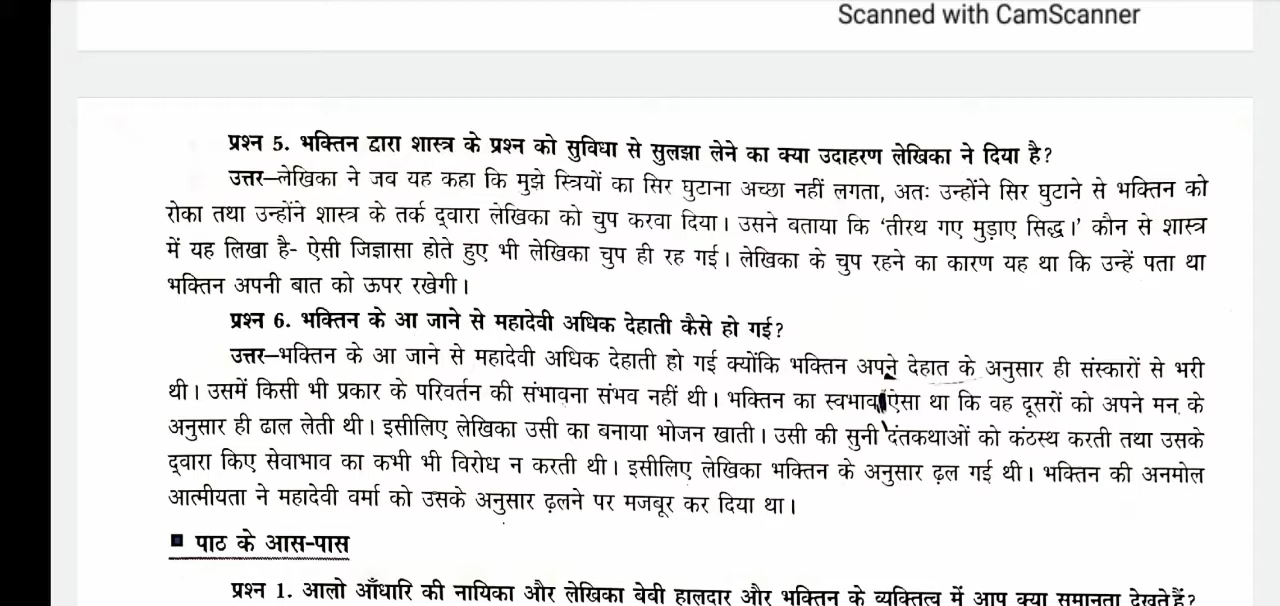 Scanned with CamScanner
प्रश्न 5. भक्तिन द्वारा शास्त्र के प्रश्न को सुविधा से सुलझा लेने का क्या उदाहरण लेखिका ने दिया है?
उत्तर–लेखिका ने जब यह कहा कि मुझे स्त्रियों का सिर घुटाना अच्छा नहीं लगता, अतः उन्होंने सिर घुटाने से भक्तिन को
रोका तथा उन्होंने शास्त्र के तर्क द्वारा लेखिका को चुप करवा दिया। उसने बताया कि ‘तीरथ गए मुड़ाए सिद्ध।’ कौन से शास्त्र
में यह लिखा है- ऐसी जिज्ञासा होते हुए भी लेखिका चुप ही रह गई। लेखिका के चुप रहने का कारण यह था कि उन्हें पता था
भक्तिन अपनी बात को ऊपर रखेगी।
प्रश्न 6. भक्तिन के आ जाने से महादेवी अधिक देहाती कैसे हो गई?
उत्तर–भक्तिन के आ जाने से महादेवी अधिक देहाती हो गई क्योंकि भक्तिन अपने देहात के अनुसार ही संस्कारों से भरी
थी। उसमें किसी भी प्रकार के परिवर्तन की संभावना संभव नहीं थी। भक्तिन का स्वभाव ऐसा था कि वह दूसरों को अपने मन के
अनुसार ही ढाल लेती थी। इसीलिए लेखिका उसी का बनाया भोजन खाती। उसी की सुनी दंतकथाओं को कंठस्थ करती तथा उसके
द्वारा किए सेवाभाव का कभी भी विरोध न करती थी। इसीलिए लेखिका भक्तिन के अनुसार ढ़ल गई थी। भक्तिन की अनमोल
आत्मीयता ने महादेवी वर्मा को उसके अनुसार ढ़लने पर मजबूर कर दिया था।
■ पाठ के आस-पास
प्रश्न 1. आलो आँधारि की नायिका और लेखिका बेबी हालदार और भक्तिन के व्यक्तित्व में आप क्या समानता देखते हैं?